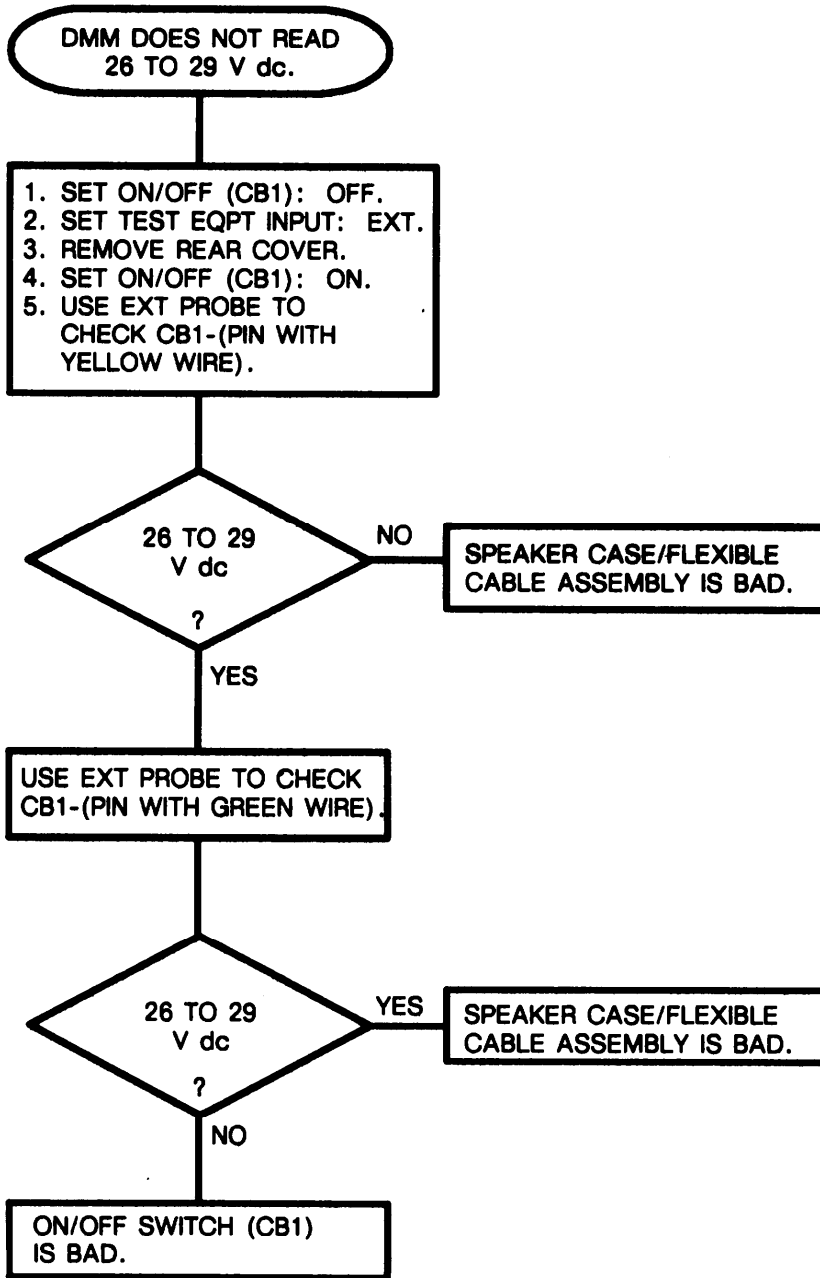 DMM DOES NOT READ
26 TO 29 V dc.
1. SET ON/OFF (CB1): OFF.
2. SET TEST EQPT INPUT: EXT.
3. REMOVE REAR COVER.
4. SET ON/OFF (CB1): ON.
5. USE EXT PROBE TO
CHECK CB1-(PIN WITH
YELLOW WIRE).
26 TO 29
V dc
?
NO
SPEAKER CASE/FLEXIBLE
CABLE ASSEMBLY IS BAD.
YES
USE EXT PROBE TO CHECK
CB1-(PIN WITH GREEN WIRE).
26 TO 29
V dc
?
YES
SPEAKER CASE/FLEXIBLE
CABLE ASSEMBLY IS BAD.
NO
ON/OFF SWITCH (CB1)
IS BAD.